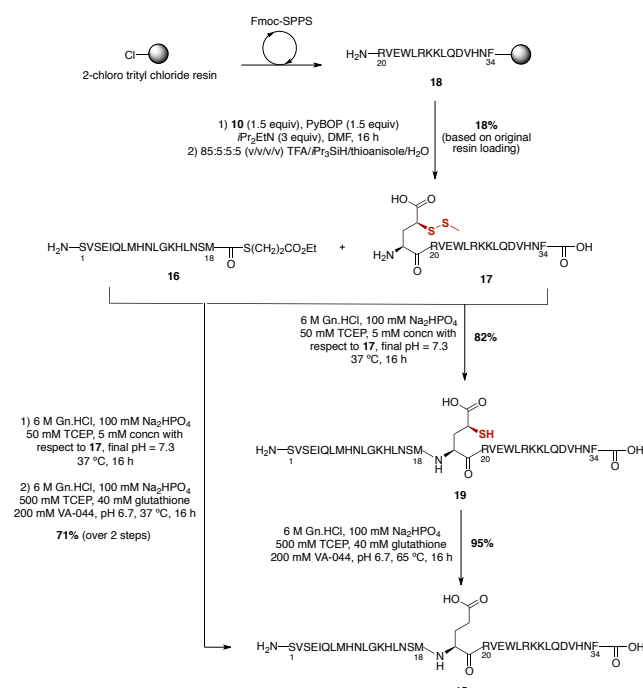 Fmoc-SPPS
Cl
2-chloro trityl chloride resin
H₂N–RVEWLRKKLQDVHNF
20
34
18
1) 10 (1.5 equiv), PyBOP (1.5 equiv)
iPr₂EtN (3 equiv), DMF, 16 h
2) 85:5:5:5 (v/v/v/v) TFA/iPr₃SiH/thioanisole/H₂O
18%
(based on original
resin loading)
HO
O
S
S
H₂N–SVSEIQLMHNLGKHLNSM
S(CH₂)₂CO₂Et
1
18
O
16
+
H₂N
O
RVEWLRKKLQDVHNF
OH
20
34
O
17
6 M Gn.HCl, 100 mM Na₂HPO₄
50 mM TCEP, 5 mM concn with
respect to 17, final pH = 7.3
37 ºC, 16 h
82%
HO
O
SH
H₂N–SVSEIQLMHNLGKHLNSM
N
H
O
RVEWLRKKLQDVHNF
OH
1
18
20
34
O
19
1) 6 M Gn.HCl, 100 mM Na₂HPO₄
50 mM TCEP, 5 mM concn with
respect to 17, final pH = 7.3
37 ºC, 16 h
2) 6 M Gn.HCl, 100 mM Na₂HPO₄
500 mM TCEP, 40 mM glutathione
200 mM VA-044, pH 6.7, 37 ºC, 16 h
71% (over 2 steps)
6 M Gn.HCl, 100 mM Na₂HPO₄
500 mM TCEP, 40 mM glutathione
200 mM VA-044, pH 6.7, 65 ºC, 16 h
95%
HO
O
H₂N–SVSEIQLMHNLGKHLNSM
N
H
O
RVEWLRKKLQDVHNF
OH
1
18
20
34
O